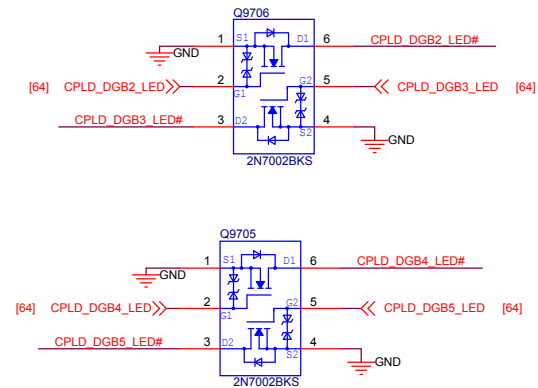 Q9706
1 S1 D1 6 CPLD_DGB2_LED#
GND
[64] CPLD_DGB2_LED 2 G1 G2 5 CPLD_DGB3_LED [64]
CPLD_DGB3_LED# 3 D2 S2 4
GND
2N7002BKS
Q9705
1 S1 D1 6 CPLD_DGB4_LED#
GND
[64] CPLD_DGB4_LED 2 G1 G2 5 CPLD_DGB5_LED [64]
CPLD_DGB5_LED# 3 D2 S2 4
GND
2N7002BKS